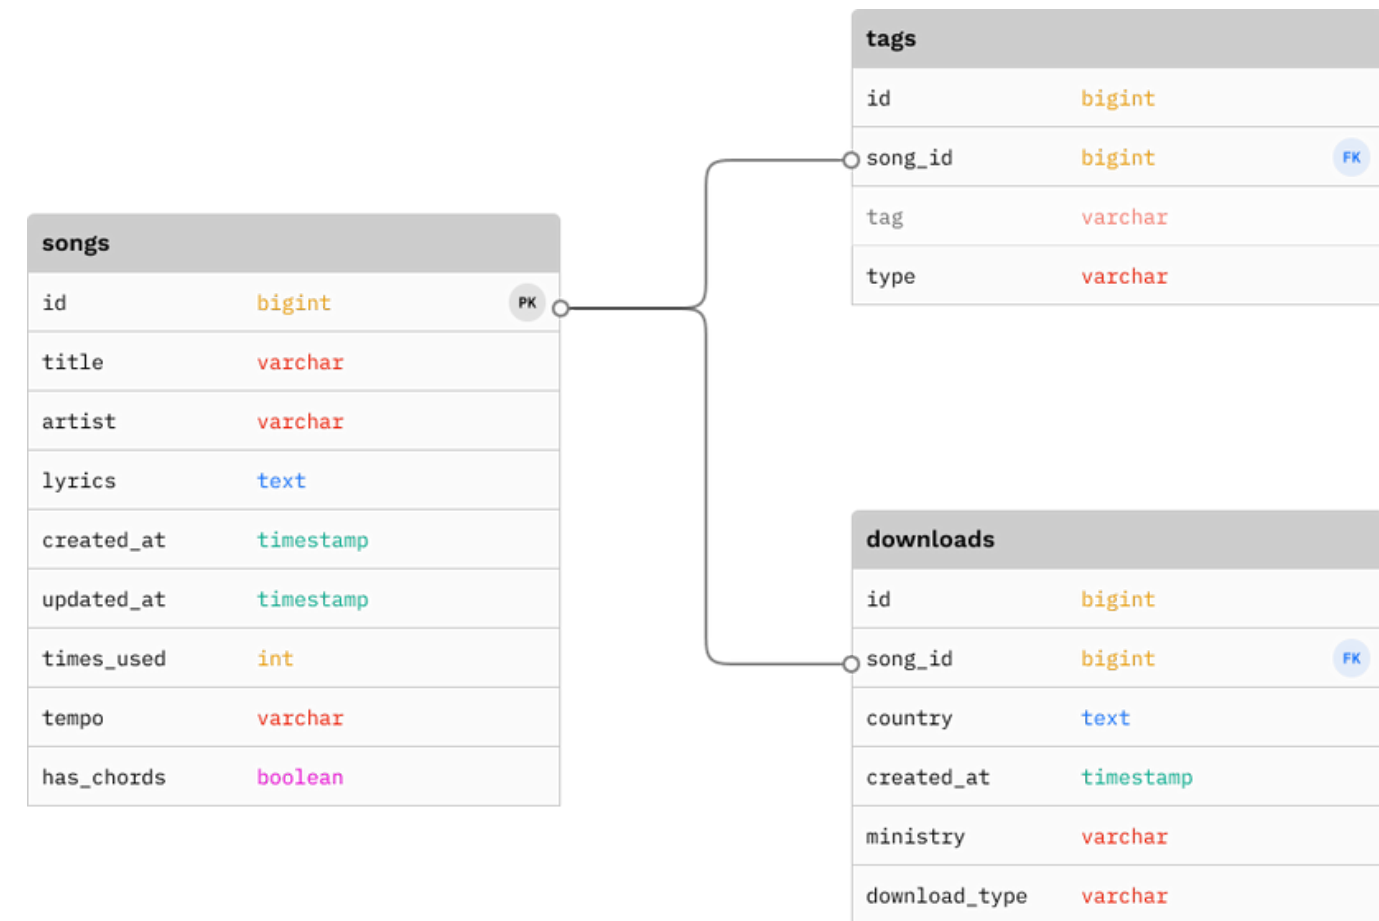 songs
id bigint PK
title varchar
artist varchar
lyrics text
created_at timestamp
updated_at timestamp
times_used int
tempo varchar
has_chords boolean
tags
id bigint
song_id bigint FK
tag varchar
type varchar
downloads
id bigint
song_id bigint FK
country text
created_at timestamp
ministry varchar
download_type varchar